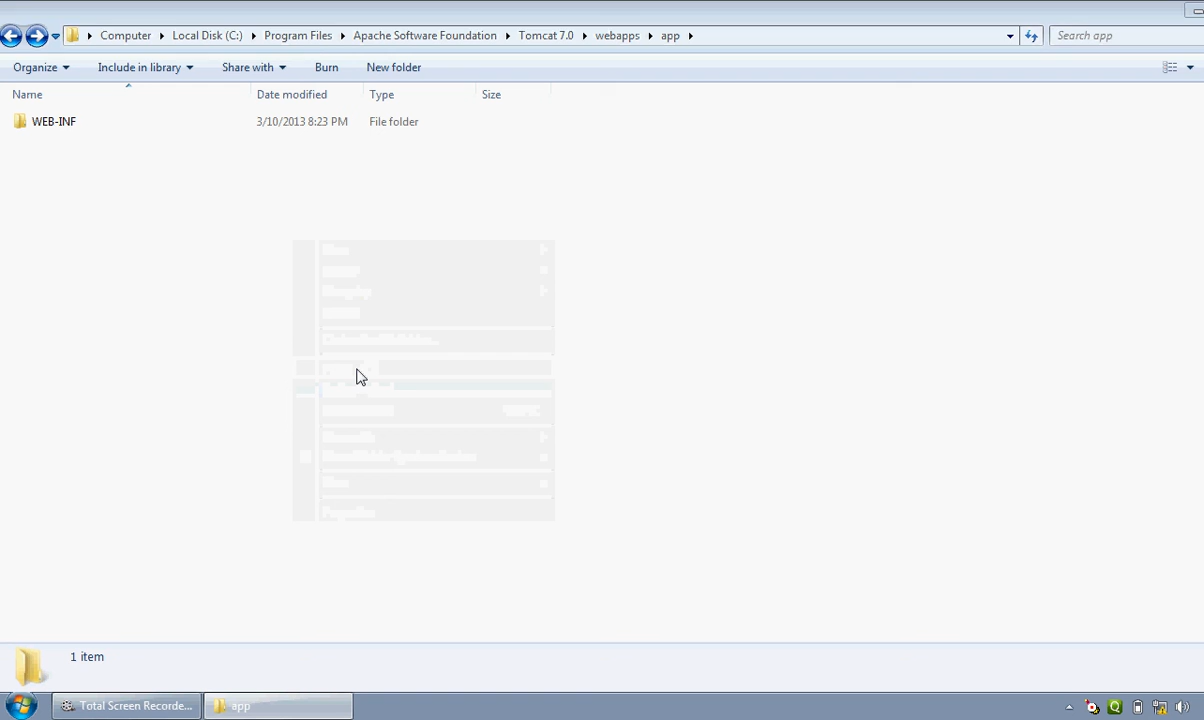 Computer Local Disk (C:) Program Files Apache Software Foundation Tomcat 7.0 webapps app Search app
Organize Include in library Share with Burn New folder
Name Date modified Type Size
WEB-INF 3/10/2013 8:23 PM File folder
1 item
Total Screen Recorde... app